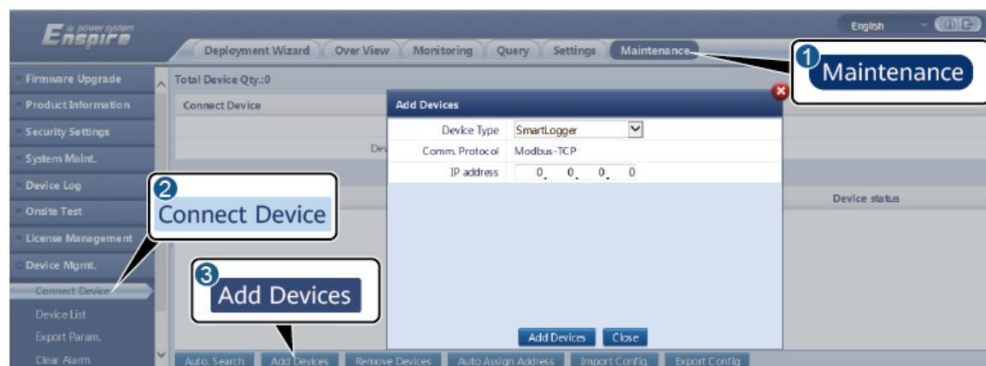 a power system
Enspire
English
Deployment Wizard Over View Monitoring Query Settings Maintenance
1 Maintenance
Firmware Upgrade
Product Information
Security Settings
System Maint.
Device Log
Onsite Test
License Management
Device Mgmt.
Connect Device
Device List
Export Param.
Clear Alarm
Total Device Qty.:0
Connect Device
Dev
Device status
Add Devices
Device Type SmartLogger
Comm. Protocol Modbus-TCP
IP address 0. 0. 0. 0
Add Devices Close
2 Connect Device
3 Add Devices
Auto. Search Add Devices Remove Devices Auto Assign Address Import Config. Export Config